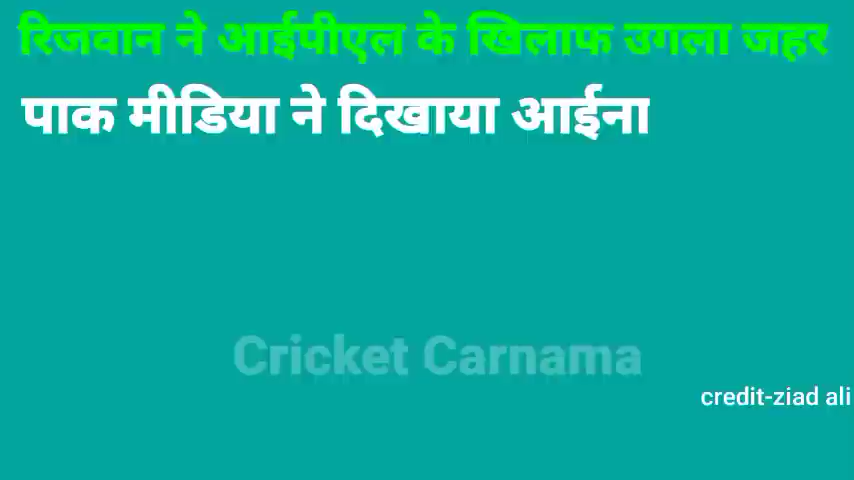 रिजवान ने आईपीएल के खिलाफ उगला जहर
पाक मीडिया ने दिखाया आईना
Cricket Carnama
credit-ziad ali